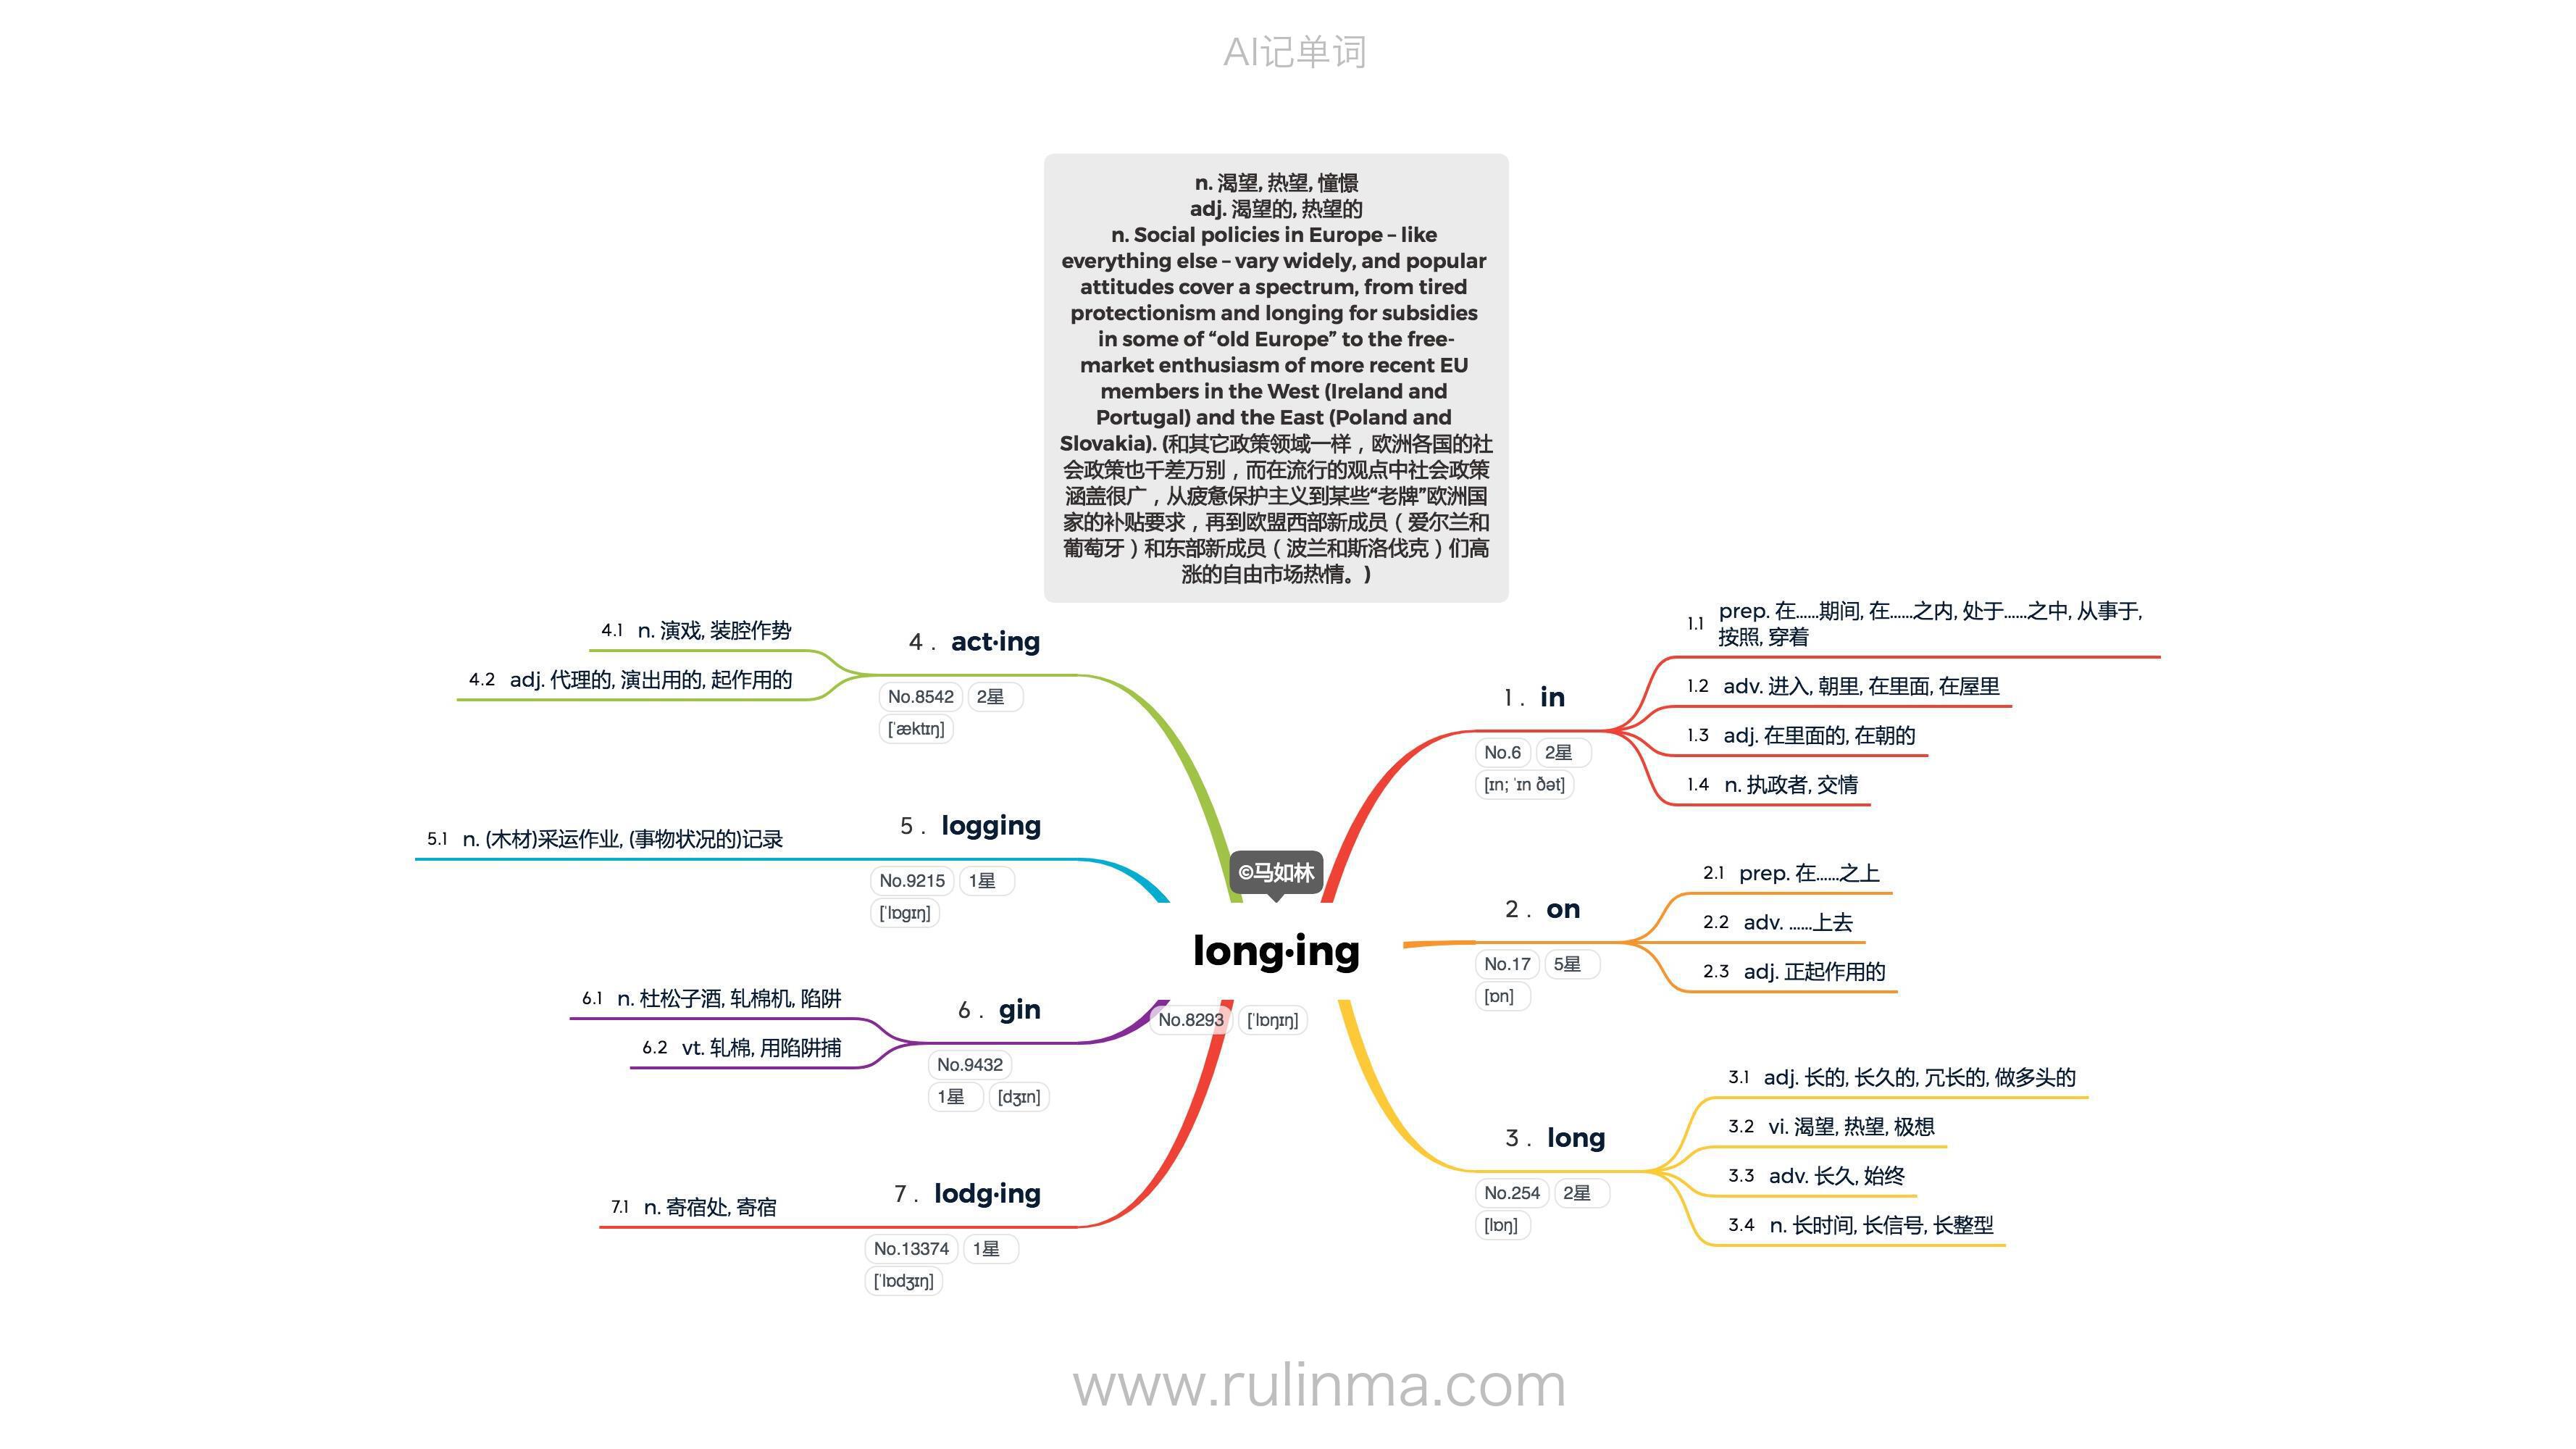 AI记单词
n. 渴望, 热望, 憧憬
adj. 渴望的, 热望的
n. Social policies in Europe – like
everything else – vary widely, and popular
attitudes cover a spectrum, from tired
protectionism and longing for subsidies
in some of “old Europe” to the free-
market enthusiasm of more recent EU
members in the West (Ireland and
Portugal) and the East (Poland and
Slovakia). (和其它政策领域一样，欧洲各国的社
会政策也千差万别，而在流行的观点中社会政策
涵盖很广，从疲惫保护主义到某些“老牌”欧洲国
家的补贴要求，再到欧盟西部新成员（爱尔兰和
葡萄牙）和东部新成员（波兰和斯洛伐克）们高
涨的自由市场热情。)
©马如林
long·ing
No.8293 [ˈlɒŋɪŋ]
1. in
No.6 2星
[ɪn; ˈɪn ðət]
1.1 prep. 在……期间, 在……之内, 处于……之中, 从事于,
按照, 穿着
1.2 adv. 进入, 朝里, 在里面, 在屋里
1.3 adj. 在里面的, 在朝的
1.4 n. 执政者, 交情
2. on
No.17 5星
[ɒn]
2.1 prep. 在……之上
2.2 adv. ……上去
2.3 adj. 正起作用的
3. long
No.254 2星
[lɒŋ]
3.1 adj. 长的, 长久的, 冗长的, 做多头的
3.2 vi. 渴望, 热望, 极想
3.3 adv. 长久, 始终
3.4 n. 长时间, 长信号, 长整型
4. act·ing
No.8542 2星
[ˈæktɪŋ]
4.1 n. 演戏, 装腔作势
4.2 adj. 代理的, 演出用的, 起作用的
5. logging
No.9215 1星
[ˈlɒgɪŋ]
5.1 n. (木材)采运作业, (事物状况的)记录
6. gin
No.9432
1星 [dʒɪn]
6.1 n. 杜松子酒, 轧棉机, 陷阱
6.2 vt. 轧棉, 用陷阱捕
7. lodg·ing
No.13374 1星
[ˈlɒdʒɪŋ]
7.1 n. 寄宿处, 寄宿
www.rulinma.com